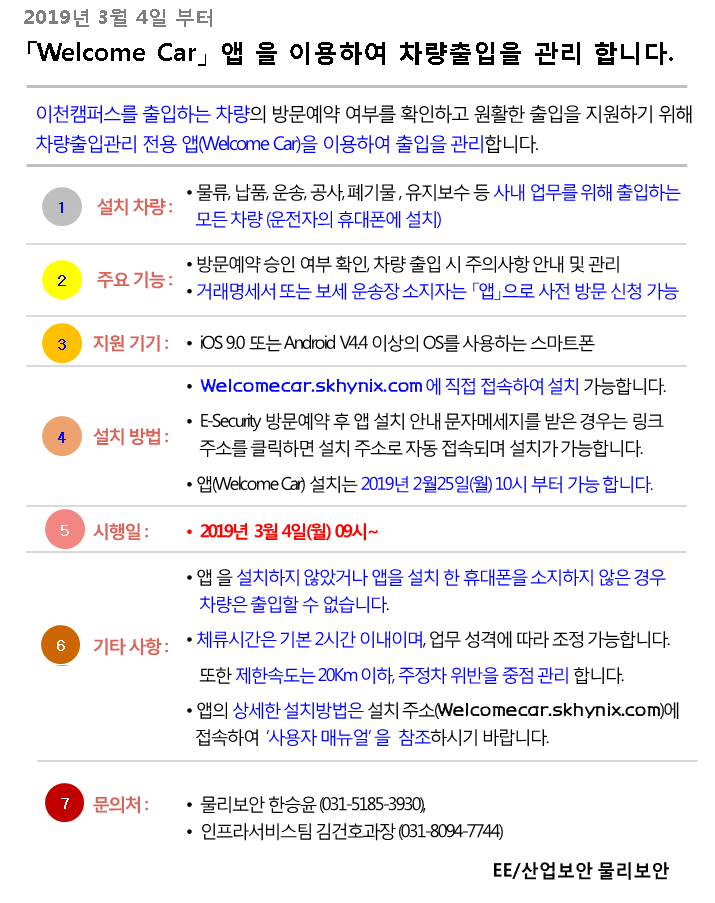 2019년 3월 4일 부터
「Welcome Car」 앱 을 이용하여 차량출입을 관리 합니다.
이천캠퍼스를 출입하는 차량의 방문예약 여부를 확인하고 원활한 출입을 지원하기 위해
차량출입관리 전용 앱(Welcome Car)을 이용하여 출입을 관리합니다.
1 설치 차량 : • 물류, 납품, 운송, 공사, 폐기물 , 유지보수 등 사내 업무를 위해 출입하는
모든 차량 (운전자의 휴대폰에 설치)
2 주요 기능 : • 방문예약 승인 여부 확인, 차량 출입 시 주의사항 안내 및 관리
• 거래명세서 또는 보세 운송장 소지자는 「앱」으로 사전 방문 신청 가능
3 지원 기기 : • iOS 9.0 또는 Android V4.4 이상의 OS를 사용하는 스마트폰
4 설치 방법 : • Welcomecar.skhynix.com 에 직접 접속하여 설치 가능합니다.
• E-Security 방문예약 후 앱 설치 안내 문자메세지를 받은 경우는 링크
주소를 클릭하면 설치 주소로 자동 접속되며 설치가 가능합니다.
• 앱(Welcome Car) 설치는 2019년 2월25일(월) 10시 부터 가능 합니다.
5 시행일 : • 2019년 3월 4일(월) 09시~
6 기타 사항 : • 앱 을 설치하지 않았거나 앱을 설치 한 휴대폰을 소지하지 않은 경우
차량은 출입할 수 없습니다.
• 체류시간은 기본 2시간 이내이며, 업무 성격에 따라 조정 가능합니다.
또한 제한속도는 20Km 이하, 주정차 위반을 중점 관리 합니다.
• 앱의 상세한 설치방법은 설치 주소(Welcomecar.skhynix.com)에
접속하여 ‘사용자 매뉴얼’ 을 참조하시기 바랍니다.
7 문의처 : • 물리보안 한승윤 (031-5185-3930),
• 인프라서비스팀 김건호과장 (031-8094-7744)
EE/산업보안 물리보안